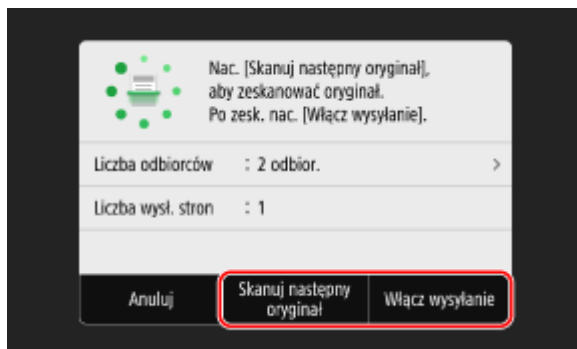 Nac. [Skanuj następny oryginał],
aby zeskanować oryginał.
Po zesk. nac. [Włącz wysyłanie].
Liczba odbiorców : 2 odbior. >
Liczba wysł. stron : 1
Anuluj Skanuj następny Włącz wysyłanie
oryginał